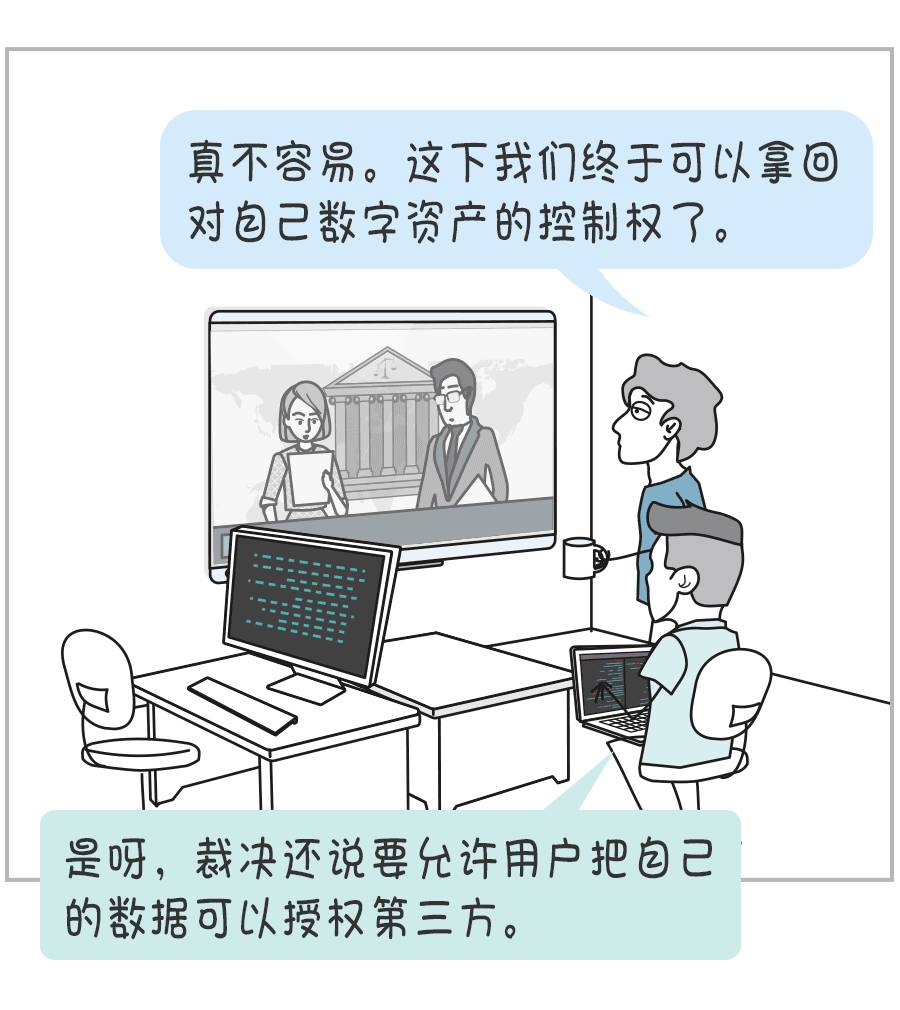 真不容易。这下我们终于可以拿回
对自己数字资产的控制权了。
是呀，裁决还说要允许用户把自己
的数据可以授权第三方。